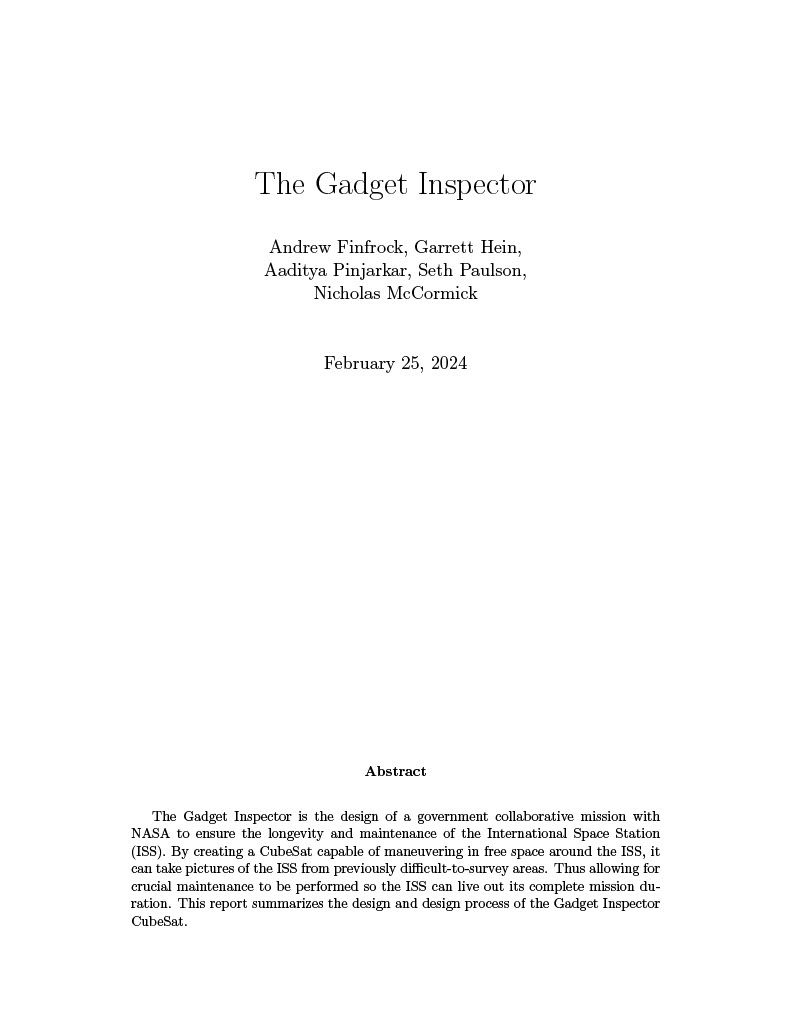 The Gadget Inspector
Andrew Finfrock, Garrett Hein,
Aaditya Pinjarkar, Seth Paulson,
Nicholas McCormick
February 25, 2024
Abstract
The Gadget Inspector is the design of a government collaborative mission with
NASA to ensure the longevity and maintenance of the International Space Station
(ISS). By creating a CubeSat capable of maneuvering in free space around the ISS, it
can take pictures of the ISS from previously difficult-to-survey areas. Thus allowing for
crucial maintenance to be performed so the ISS can live out its complete mission du-
ration. This report summarizes the design and design process of the Gadget Inspector
CubeSat.